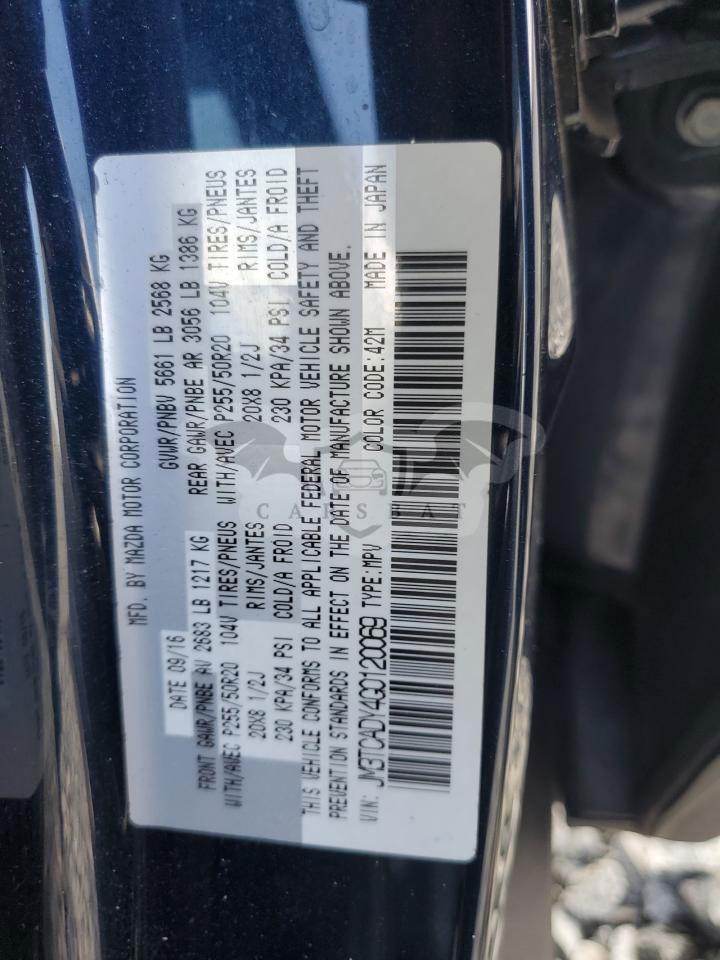 MFD. BY MAZDA MOTOR CORPORATION
DATE 09/16 GVWR/PNBV 5661 LB 2568 KG
FRONT GAWR/PNBE AV 2683 LB 1217 KG REAR GAWR/PNBE AR 3056 LB 1386 KG
WITH/AVEC P255/50R20 104V TIRES/PNEUS WITH/AVEC P255/50R20 104V TIRES/PNEUS
20X8 1/2J RIMS/JANTES 20X8 1/2J RIMS/JANTES
230 KPA/34 PSI COLD/A FROID 230 KPA/34 PSI COLD/A FROID
THIS VEHICLE CONFORMS TO ALL APPLICABLE FEDERAL MOTOR VEHICLE SAFETY AND THEFT
PREVENTION STANDARDS IN EFFECT ON THE DATE OF MANUFACTURE SHOWN ABOVE.
VIN: JM3TCADY4G0120069 TYPE:MPV COLOR CODE:42M MADE IN JAPAN
CARSBAT